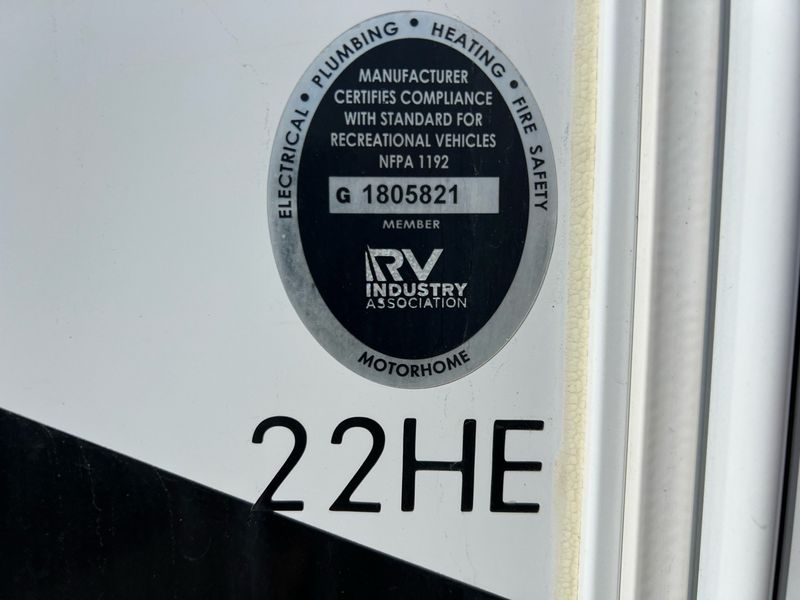 ELECTRICAL • PLUMBING • HEATING • FIRE SAFETY
MANUFACTURER
CERTIFIES COMPLIANCE
WITH STANDARD FOR
RECREATIONAL VEHICLES
NFPA 1192
G 1805821
MEMBER
RV
INDUSTRY
ASSOCIATION
MOTORHOME
22HE